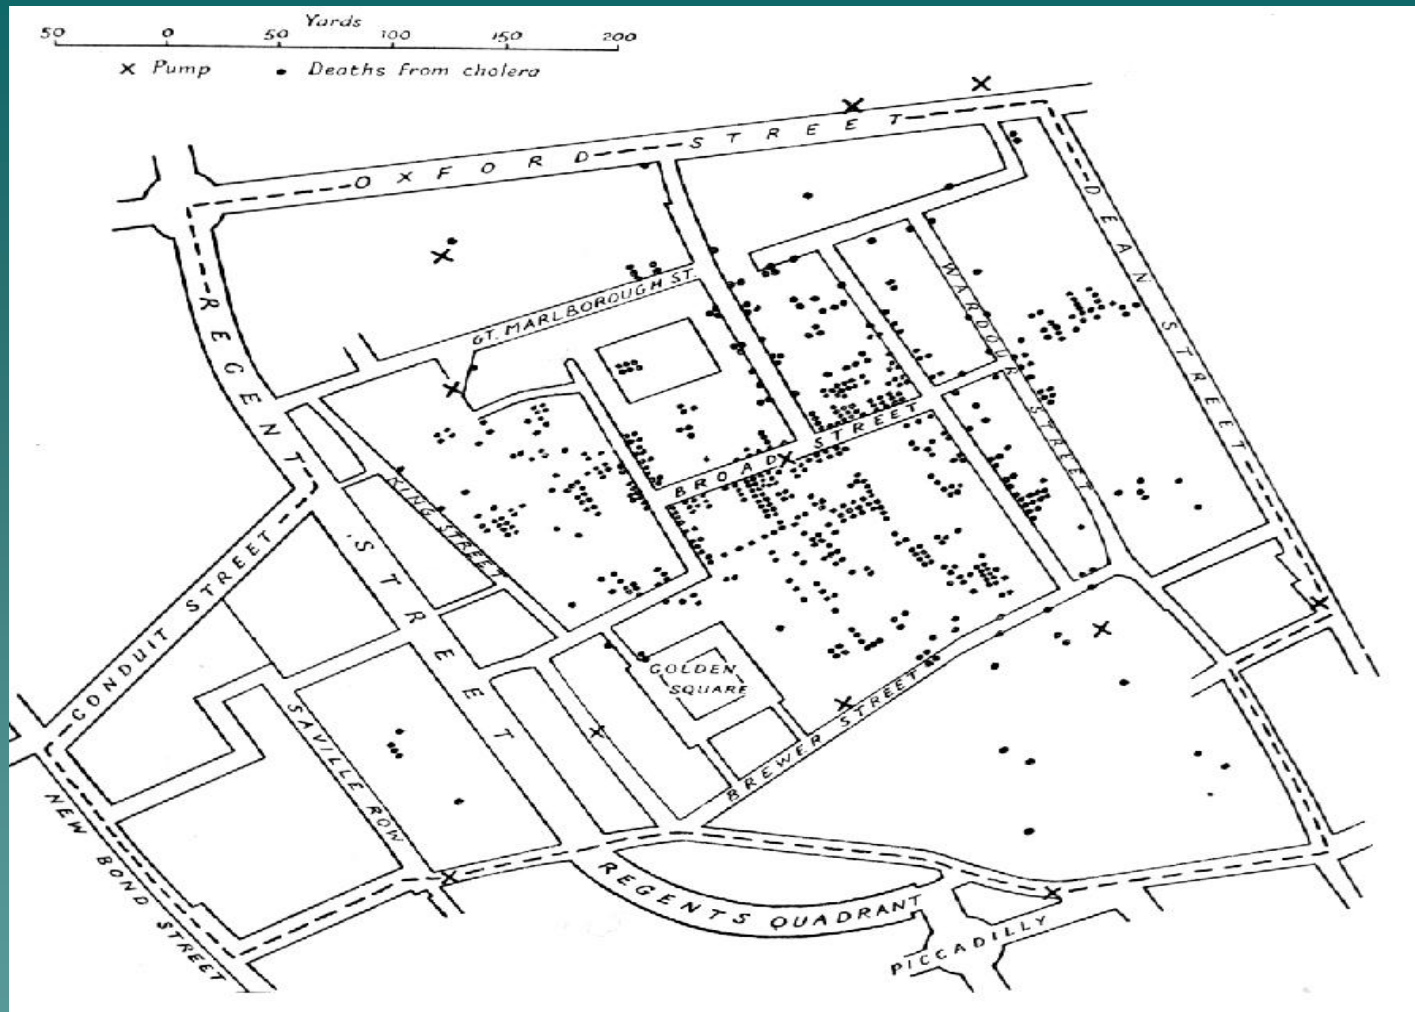 Yards
50 0 50 100 150 200
× Pump • Deaths from cholera
OXFORD STREET
DEAN STREET
REGENT STREET
WARDOUR STREET
GT. MARLBOROUGH ST.
BROAD STREET
KING STREET
CONDUIT STREET
GOLDEN
SQUARE
SAVILLE ROW
BREWER STREET
NEW BOND STREET
REGENTS QUADRANT
PICCADILLY